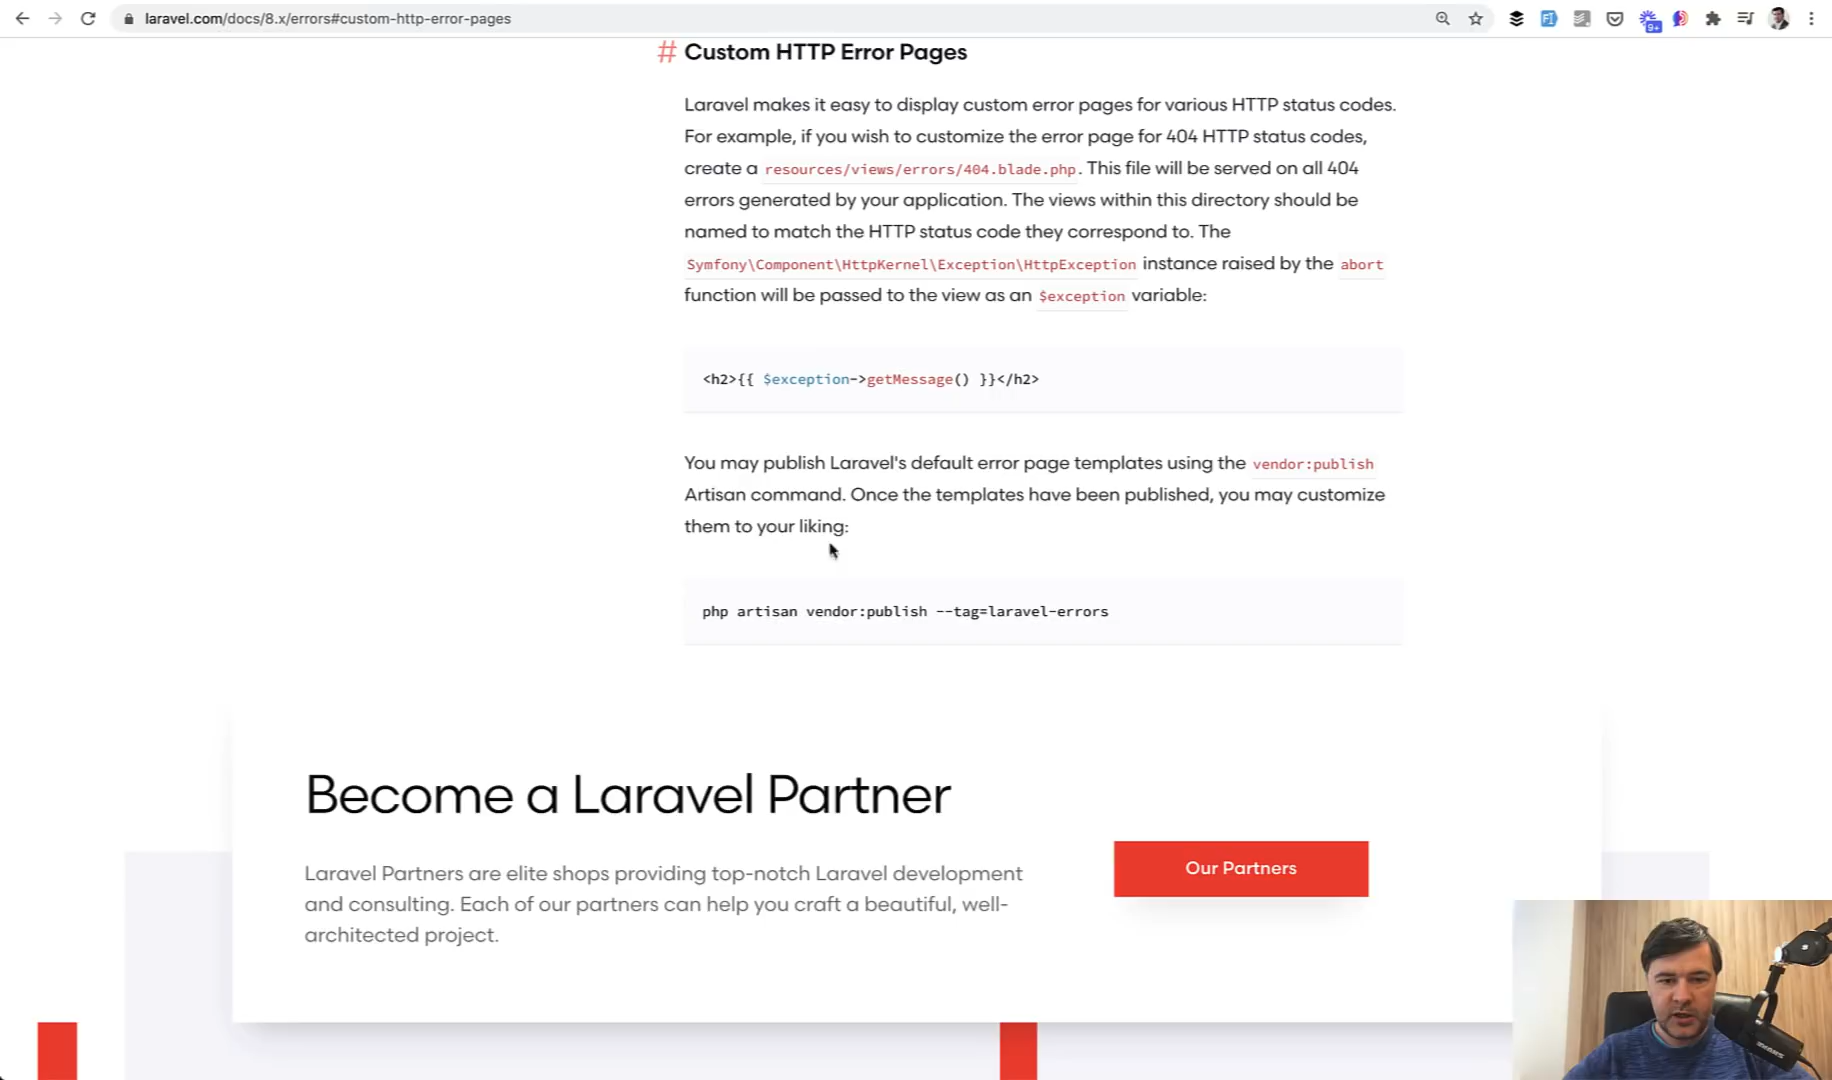 laravel.com/docs/8.x/errors#custom-http-error-pages
9+
# Custom HTTP Error Pages
Laravel makes it easy to display custom error pages for various HTTP status codes.
For example, if you wish to customize the error page for 404 HTTP status codes,
create a resources/views/errors/404.blade.php. This file will be served on all 404
errors generated by your application. The views within this directory should be
named to match the HTTP status code they correspond to. The
Symfony\Component\HttpKernel\Exception\HttpException instance raised by the abort
function will be passed to the view as an $exception variable:
<h2>{{ $exception->getMessage() }}</h2>
You may publish Laravel's default error page templates using the vendor:publish
Artisan command. Once the templates have been published, you may customize
them to your liking:
php artisan vendor:publish --tag=laravel-errors
Become a Laravel Partner
Laravel Partners are elite shops providing top-notch Laravel development
and consulting. Each of our partners can help you craft a beautiful, well-
architected project.
Our Partners